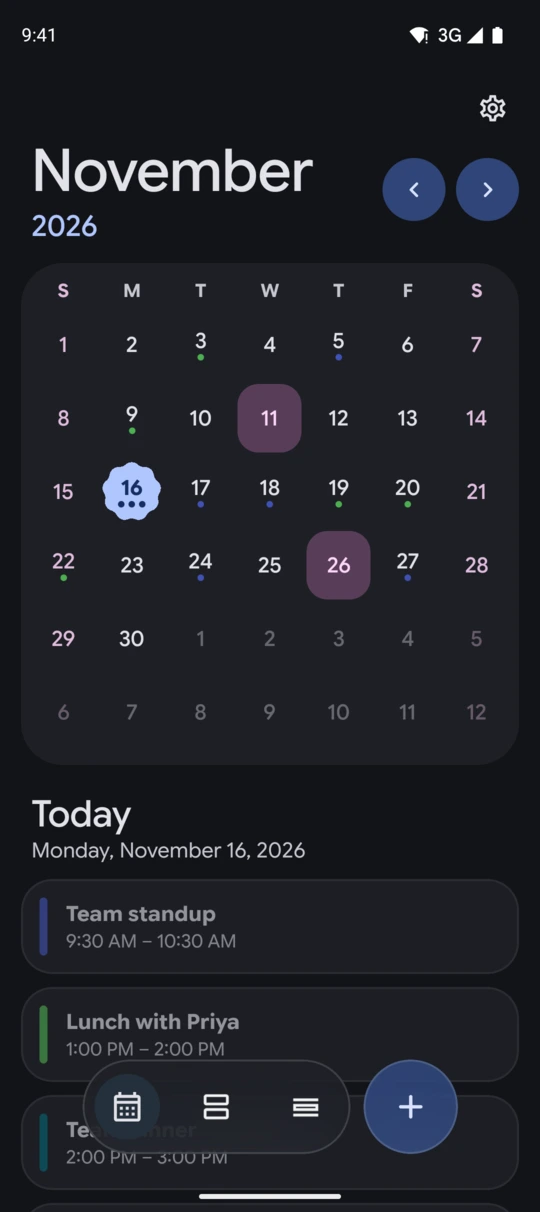 9:41
3G
November
2026
S M T W T F S
1 2 3 4 5 6 7
8 9 10 11 12 13 14
15 16 17 18 19 20 21
22 23 24 25 26 27 28
29 30 1 2 3 4 5
6 7 8 9 10 11 12
Today
Monday, November 16, 2026
Team standup
9:30 AM – 10:30 AM
Lunch with Priya
1:00 PM – 2:00 PM
2:00 PM – 3:00 PM